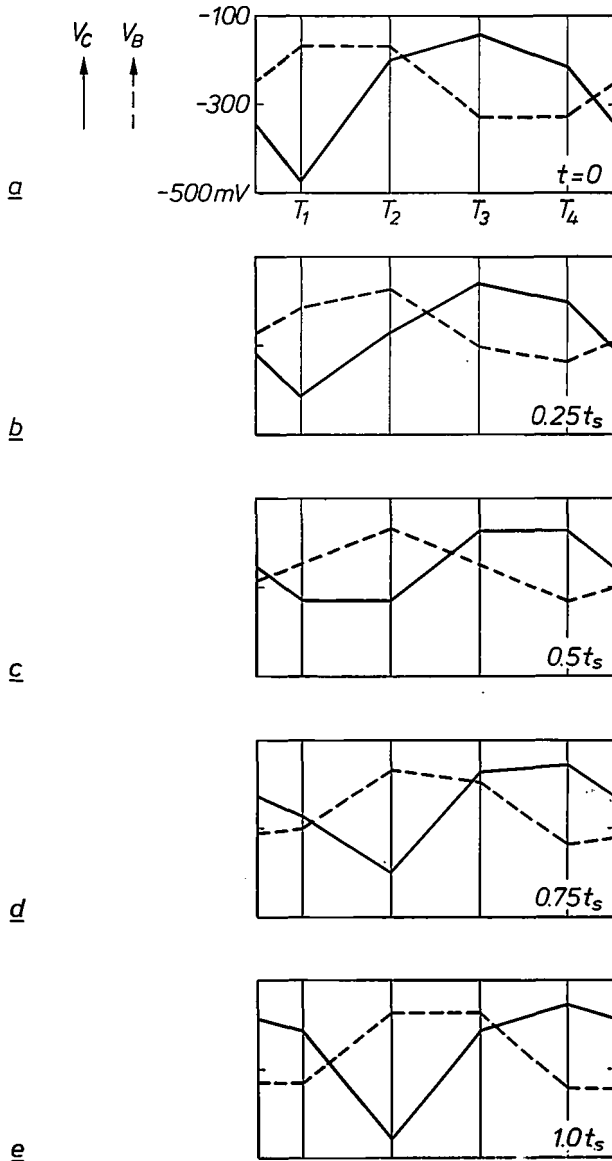 V_C V_B
-100
-300
-500mV
T_1 T_2 T_3 T_4
t=0
a
0.25t_s
b
0.5t_s
c
0.75t_s
d
1.0t_s
e